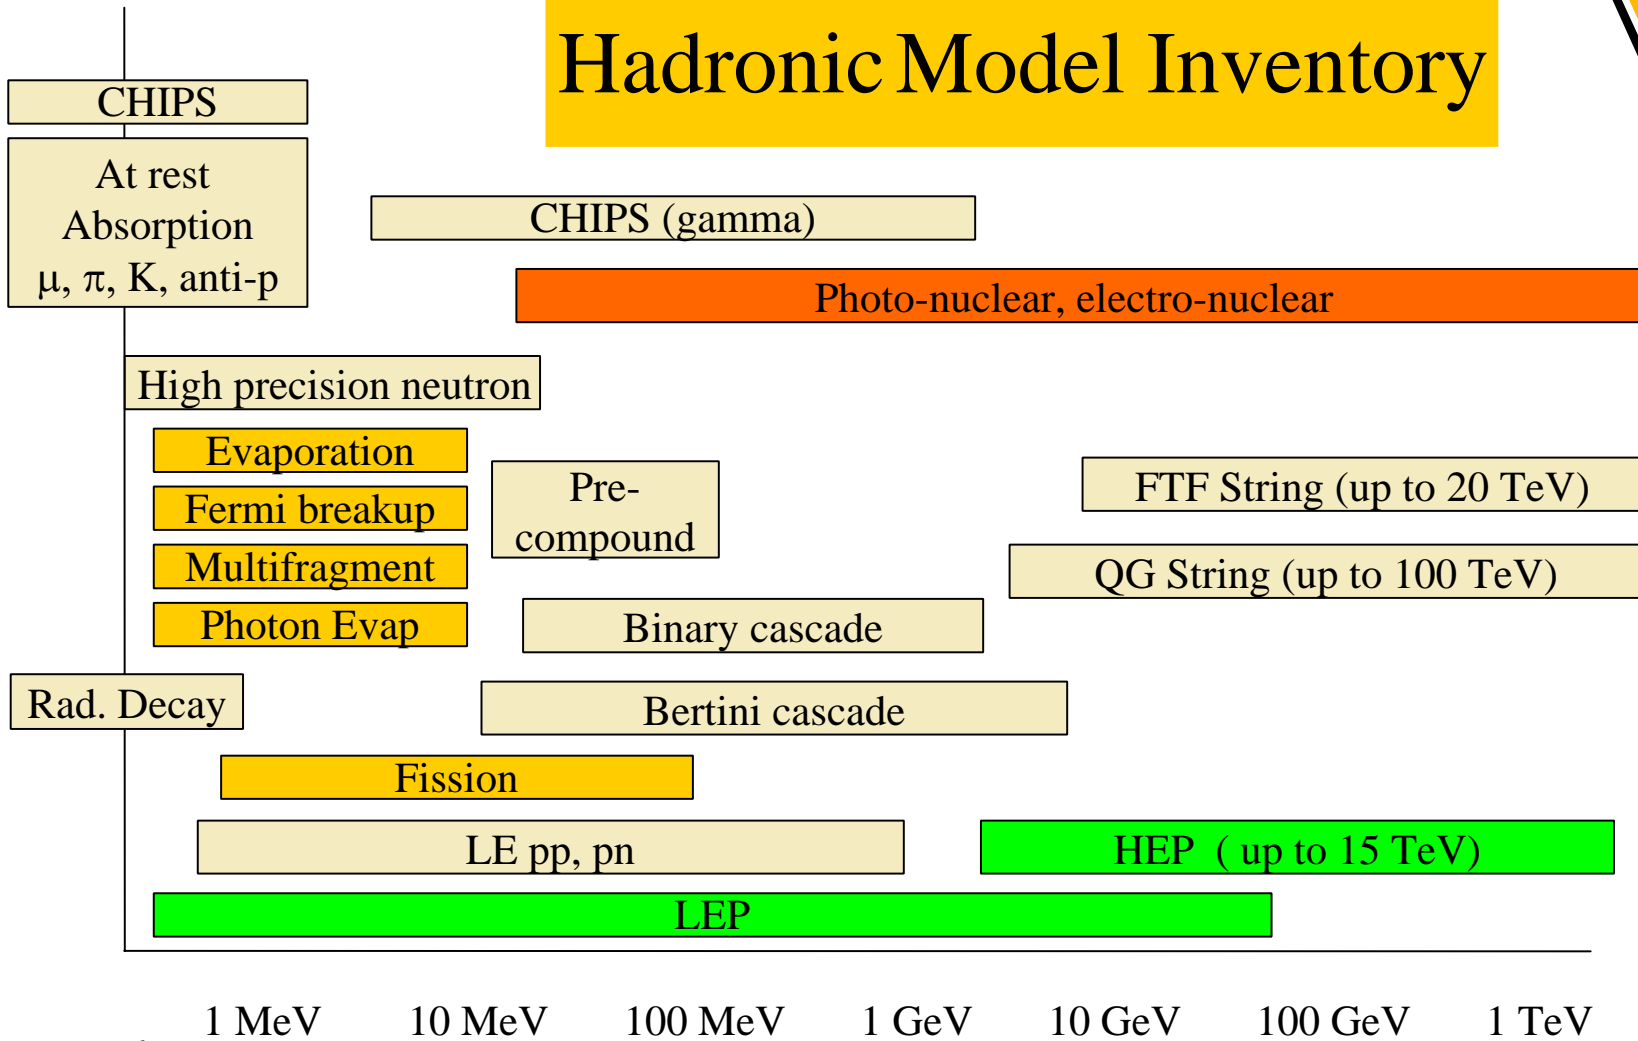 Hadronic Model Inventory
CHIPS
At rest
Absorption
μ, π, K, anti-p
CHIPS (gamma)
Photo-nuclear, electro-nuclear
High precision neutron
Evaporation
Fermi breakup
Multifragment
Photon Evap
Pre-
compound
FTF String (up to 20 TeV)
QG String (up to 100 TeV)
Binary cascade
Rad. Decay
Bertini cascade
Fission
LE pp, pn
HEP ( up to 15 TeV)
LEP
1 MeV 10 MeV 100 MeV 1 GeV 10 GeV 100 GeV 1 TeV